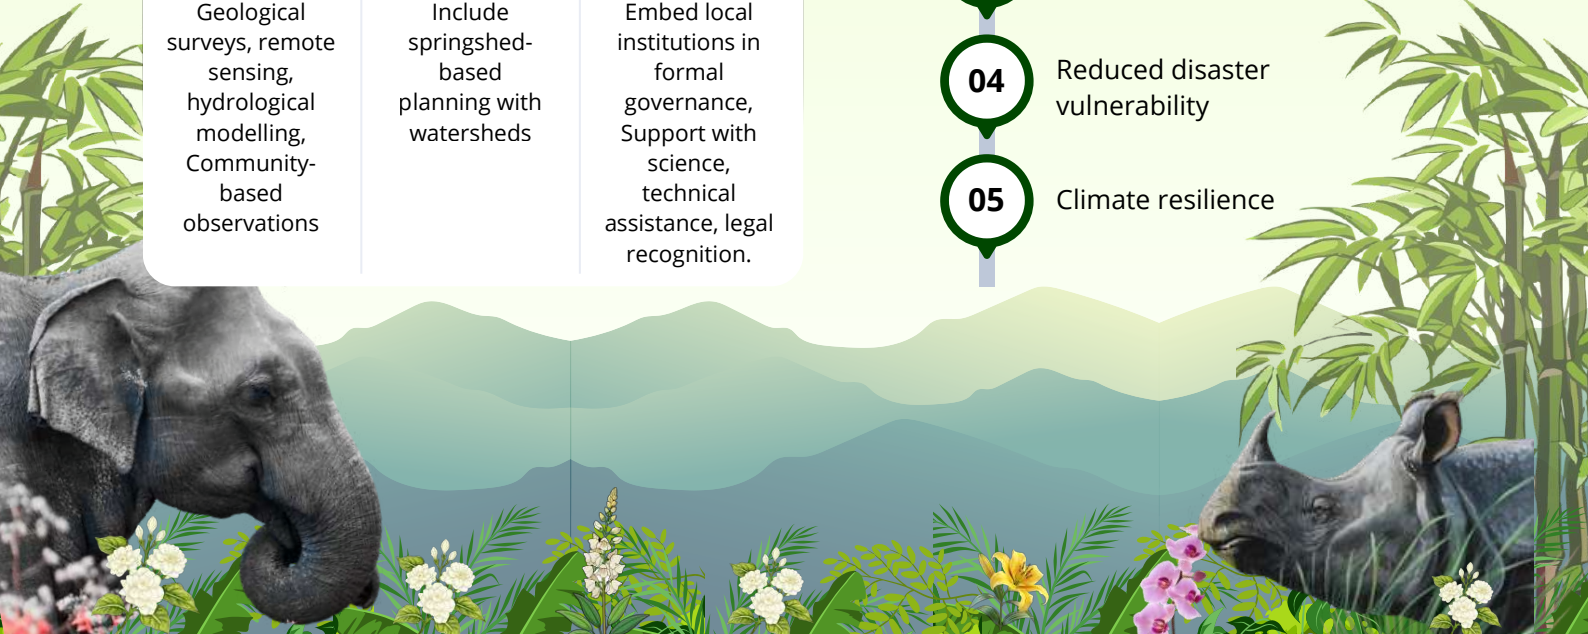 Geological
surveys, remote
sensing,
hydrological
modelling,
Community-
based
observations
Include
springshed-
based
planning with
watersheds
Embed local
institutions in
formal
governance,
Support with
science,
technical
assistance, legal
recognition.
04
Reduced disaster
vulnerability
05
Climate resilience